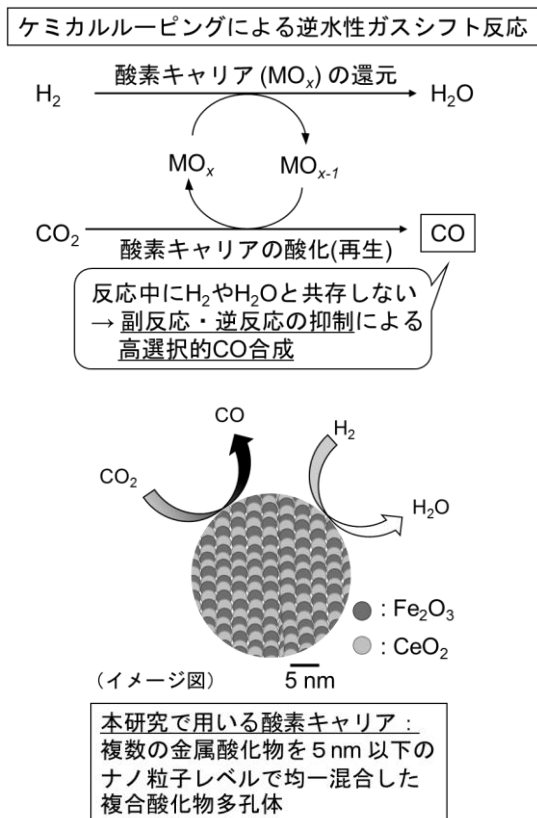 ケミカルルーピングによる逆水性ガスシフト反応
酸素キャリア (MOₓ) の還元
H₂
H₂O
MOₓ
MOₓ₋₁
CO₂
CO
酸素キャリアの酸化(再生)
反応中にH₂やH₂Oと共存しない
→ 副反応・逆反応の抑制による
高選択的CO合成
CO
H₂
CO₂
H₂O
: Fe₂O₃
: CeO₂
(イメージ図)
5 nm
本研究で用いる酸素キャリア:
複数の金属酸化物を5nm 以下の
ナノ粒子レベルで均一混合した
複合酸化物多孔体